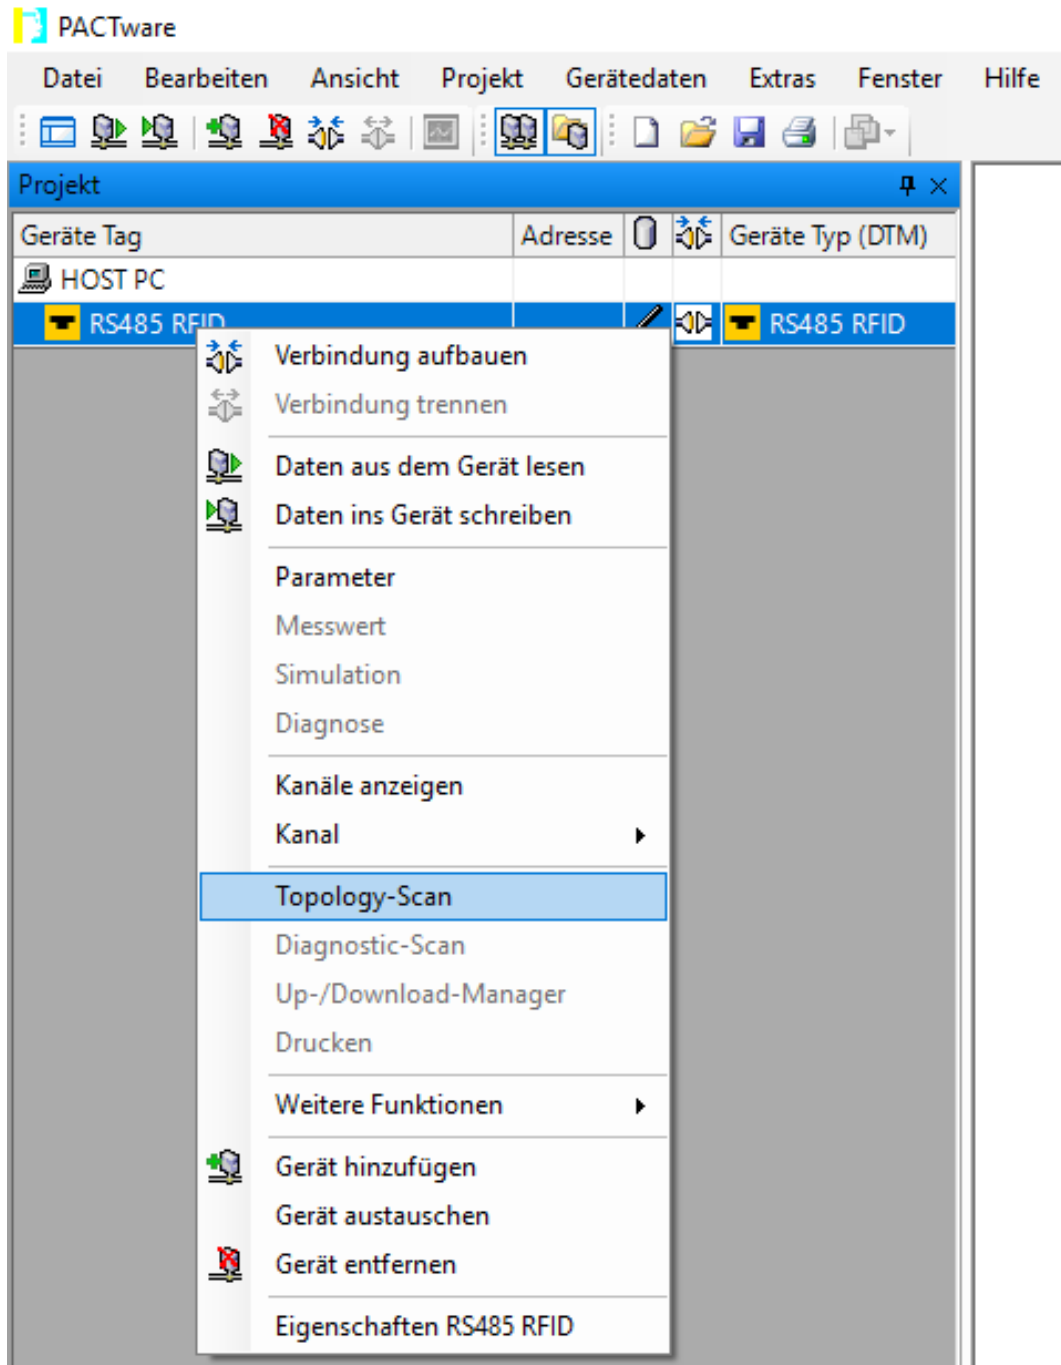 PACTware
Datei Bearbeiten Ansicht Projekt Gerätedaten Extras Fenster Hilfe
Projekt
Geräte Tag Adresse Geräte Typ (DTM)
HOST PC
RS485 RFID RS485 RFID
Verbindung aufbauen
Verbindung trennen
Daten aus dem Gerät lesen
Daten ins Gerät schreiben
Parameter
Messwert
Simulation
Diagnose
Kanäle anzeigen
Kanal
Topology-Scan
Diagnostic-Scan
Up-/Download-Manager
Drucken
Weitere Funktionen
Gerät hinzufügen
Gerät austauschen
Gerät entfernen
Eigenschaften RS485 RFID